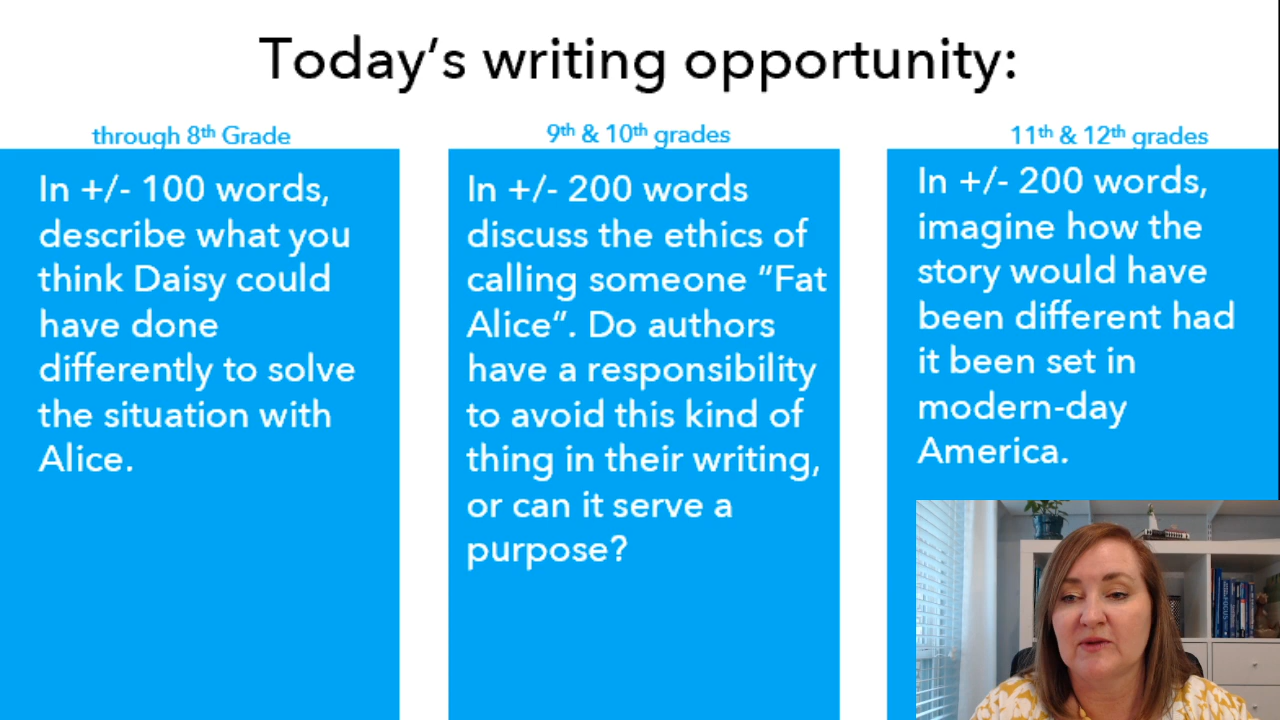 Today’s writing opportunity:
through 8th Grade
In +/- 100 words,
describe what you
think Daisy could
have done
differently to solve
the situation with
Alice.
9th & 10th grades
In +/- 200 words
discuss the ethics of
calling someone “Fat
Alice”. Do authors
have a responsibility
to avoid this kind of
thing in their writing,
or can it serve a
purpose?
11th & 12th grades
In +/- 200 words,
imagine how the
story would have
been different had
it been set in
modern-day
America.